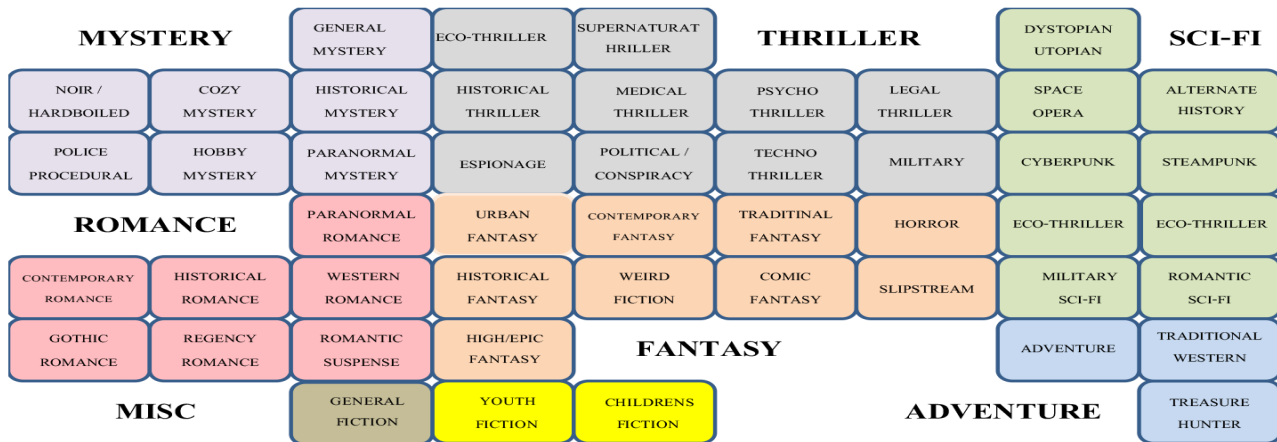 MYSTERY
GENERAL
MYSTERY
ECO-THRILLER
SUPERNATURAT
HRILLER
THRILLER
DYSTOPIAN
UTOPIAN
SCI-FI
NOIR /
HARDBOILED
COZY
MYSTERY
HISTORICAL
MYSTERY
HISTORICAL
THRILLER
MEDICAL
THRILLER
PSYCHO
THRILLER
LEGAL
THRILLER
SPACE
OPERA
ALTERNATE
HISTORY
POLICE
PROCEDURAL
HOBBY
MYSTERY
PARANORMAL
MYSTERY
ESPIONAGE
POLITICAL /
CONSPIRACY
TECHNO
THRILLER
MILITARY
CYBERPUNK
STEAMPUNK
ROMANCE
PARANORMAL
ROMANCE
URBAN
FANTASY
CONTEMPORARY
FANTASY
TRADITINAL
FANTASY
HORROR
ECO-THRILLER
ECO-THRILLER
CONTEMPORARY
ROMANCE
HISTORICAL
ROMANCE
WESTERN
ROMANCE
HISTORICAL
FANTASY
WEIRD
FICTION
COMIC
FANTASY
SLIPSTREAM
MILITARY
SCI-FI
ROMANTIC
SCI-FI
GOTHIC
ROMANCE
REGENCY
ROMANCE
ROMANTIC
SUSPENSE
HIGH/EPIC
FANTASY
FANTASY
ADVENTURE
TRADITIONAL
WESTERN
MISC
GENERAL
FICTION
YOUTH
FICTION
CHILDRENS
FICTION
ADVENTURE
TREASURE
HUNTER